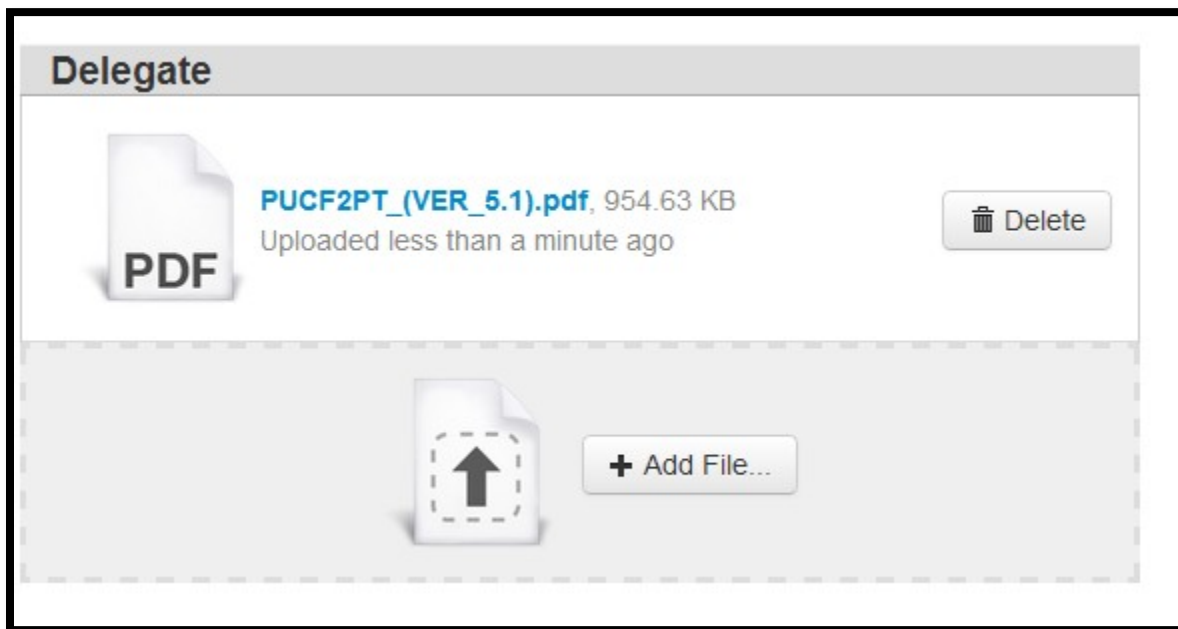 Delegate
PDF
PUCF2PT_(VER_5.1).pdf, 954.63 KB
Uploaded less than a minute ago
Delete
+ Add File...